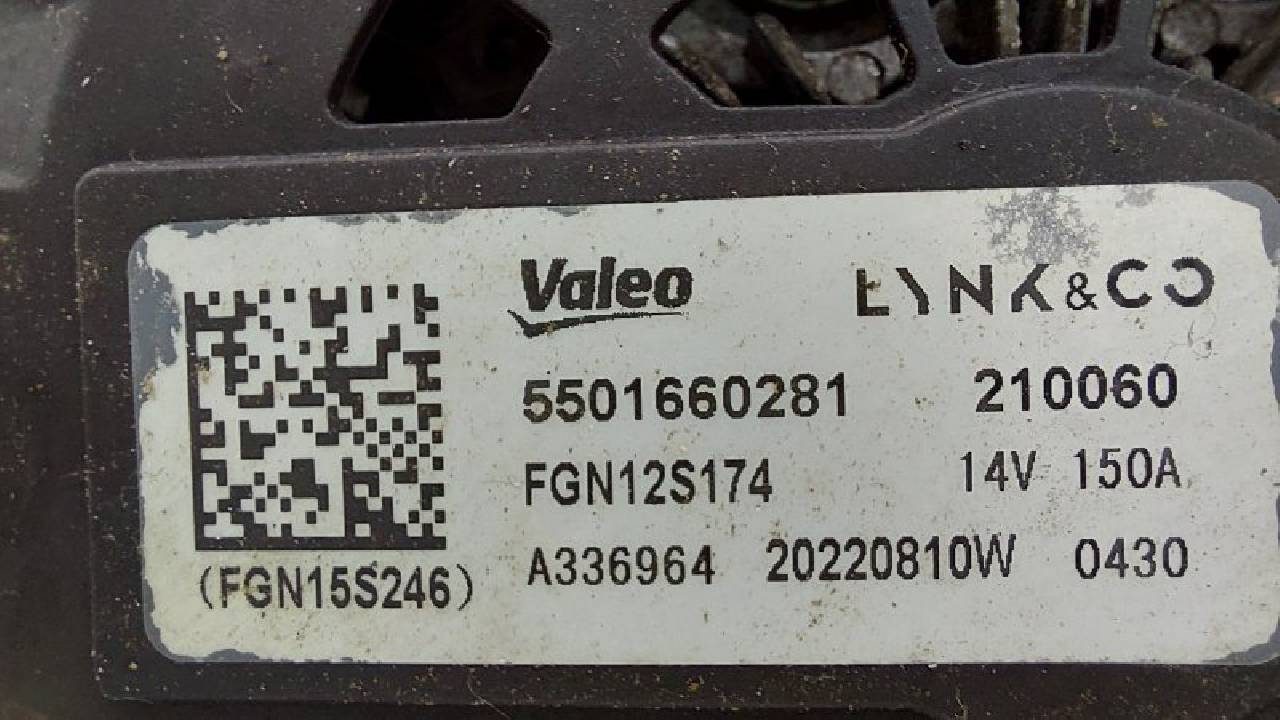 Valeo LYNK&CO
5501660281 210060
FGN12S174 14V 150A
A336964 20220810W 0430
(FGN15S246)